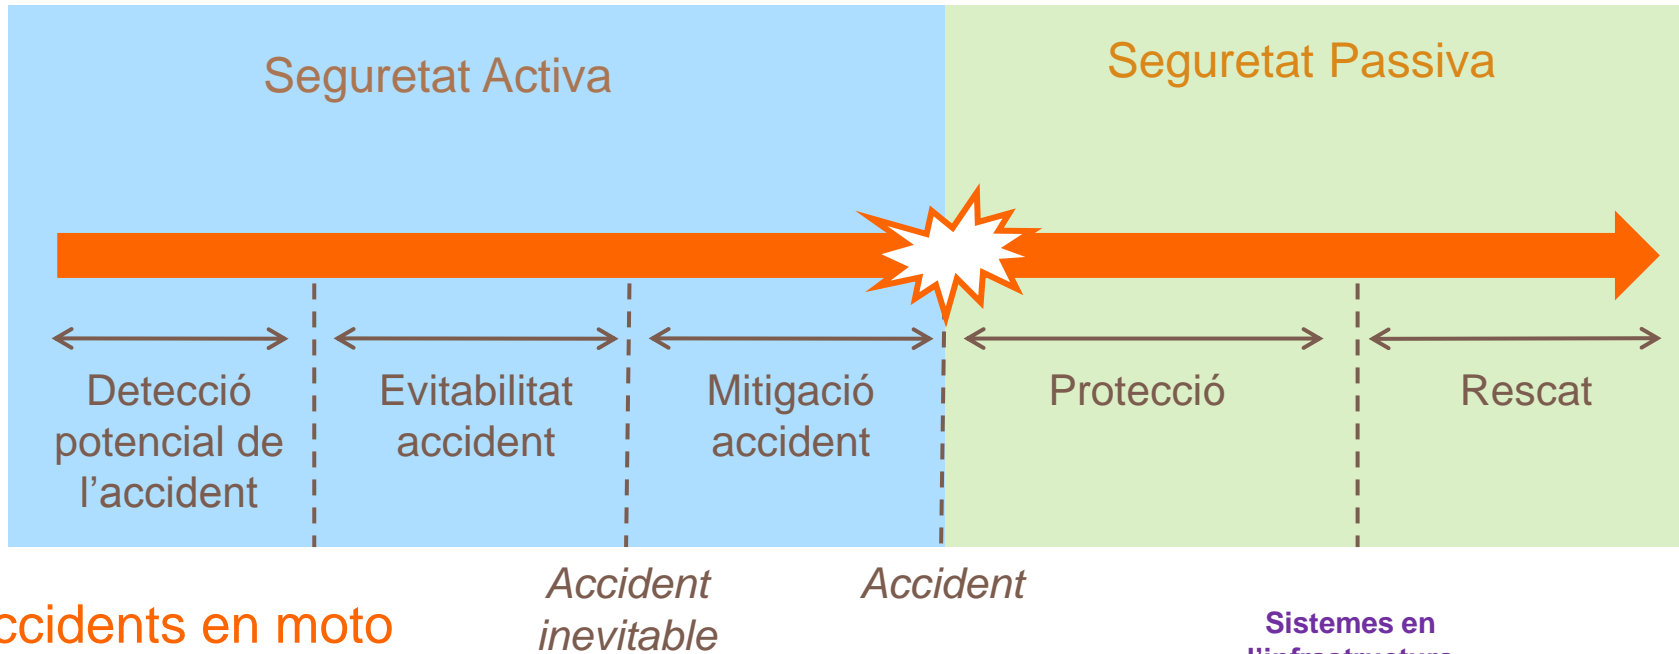 Seguretat Activa
Seguretat Passiva
Detecció
potencial de
l’accident
Evitabilitat
accident
Mitigació
accident
Protecció
Rescat
Accident
inevitable
Accident
en moto
Sistemes en